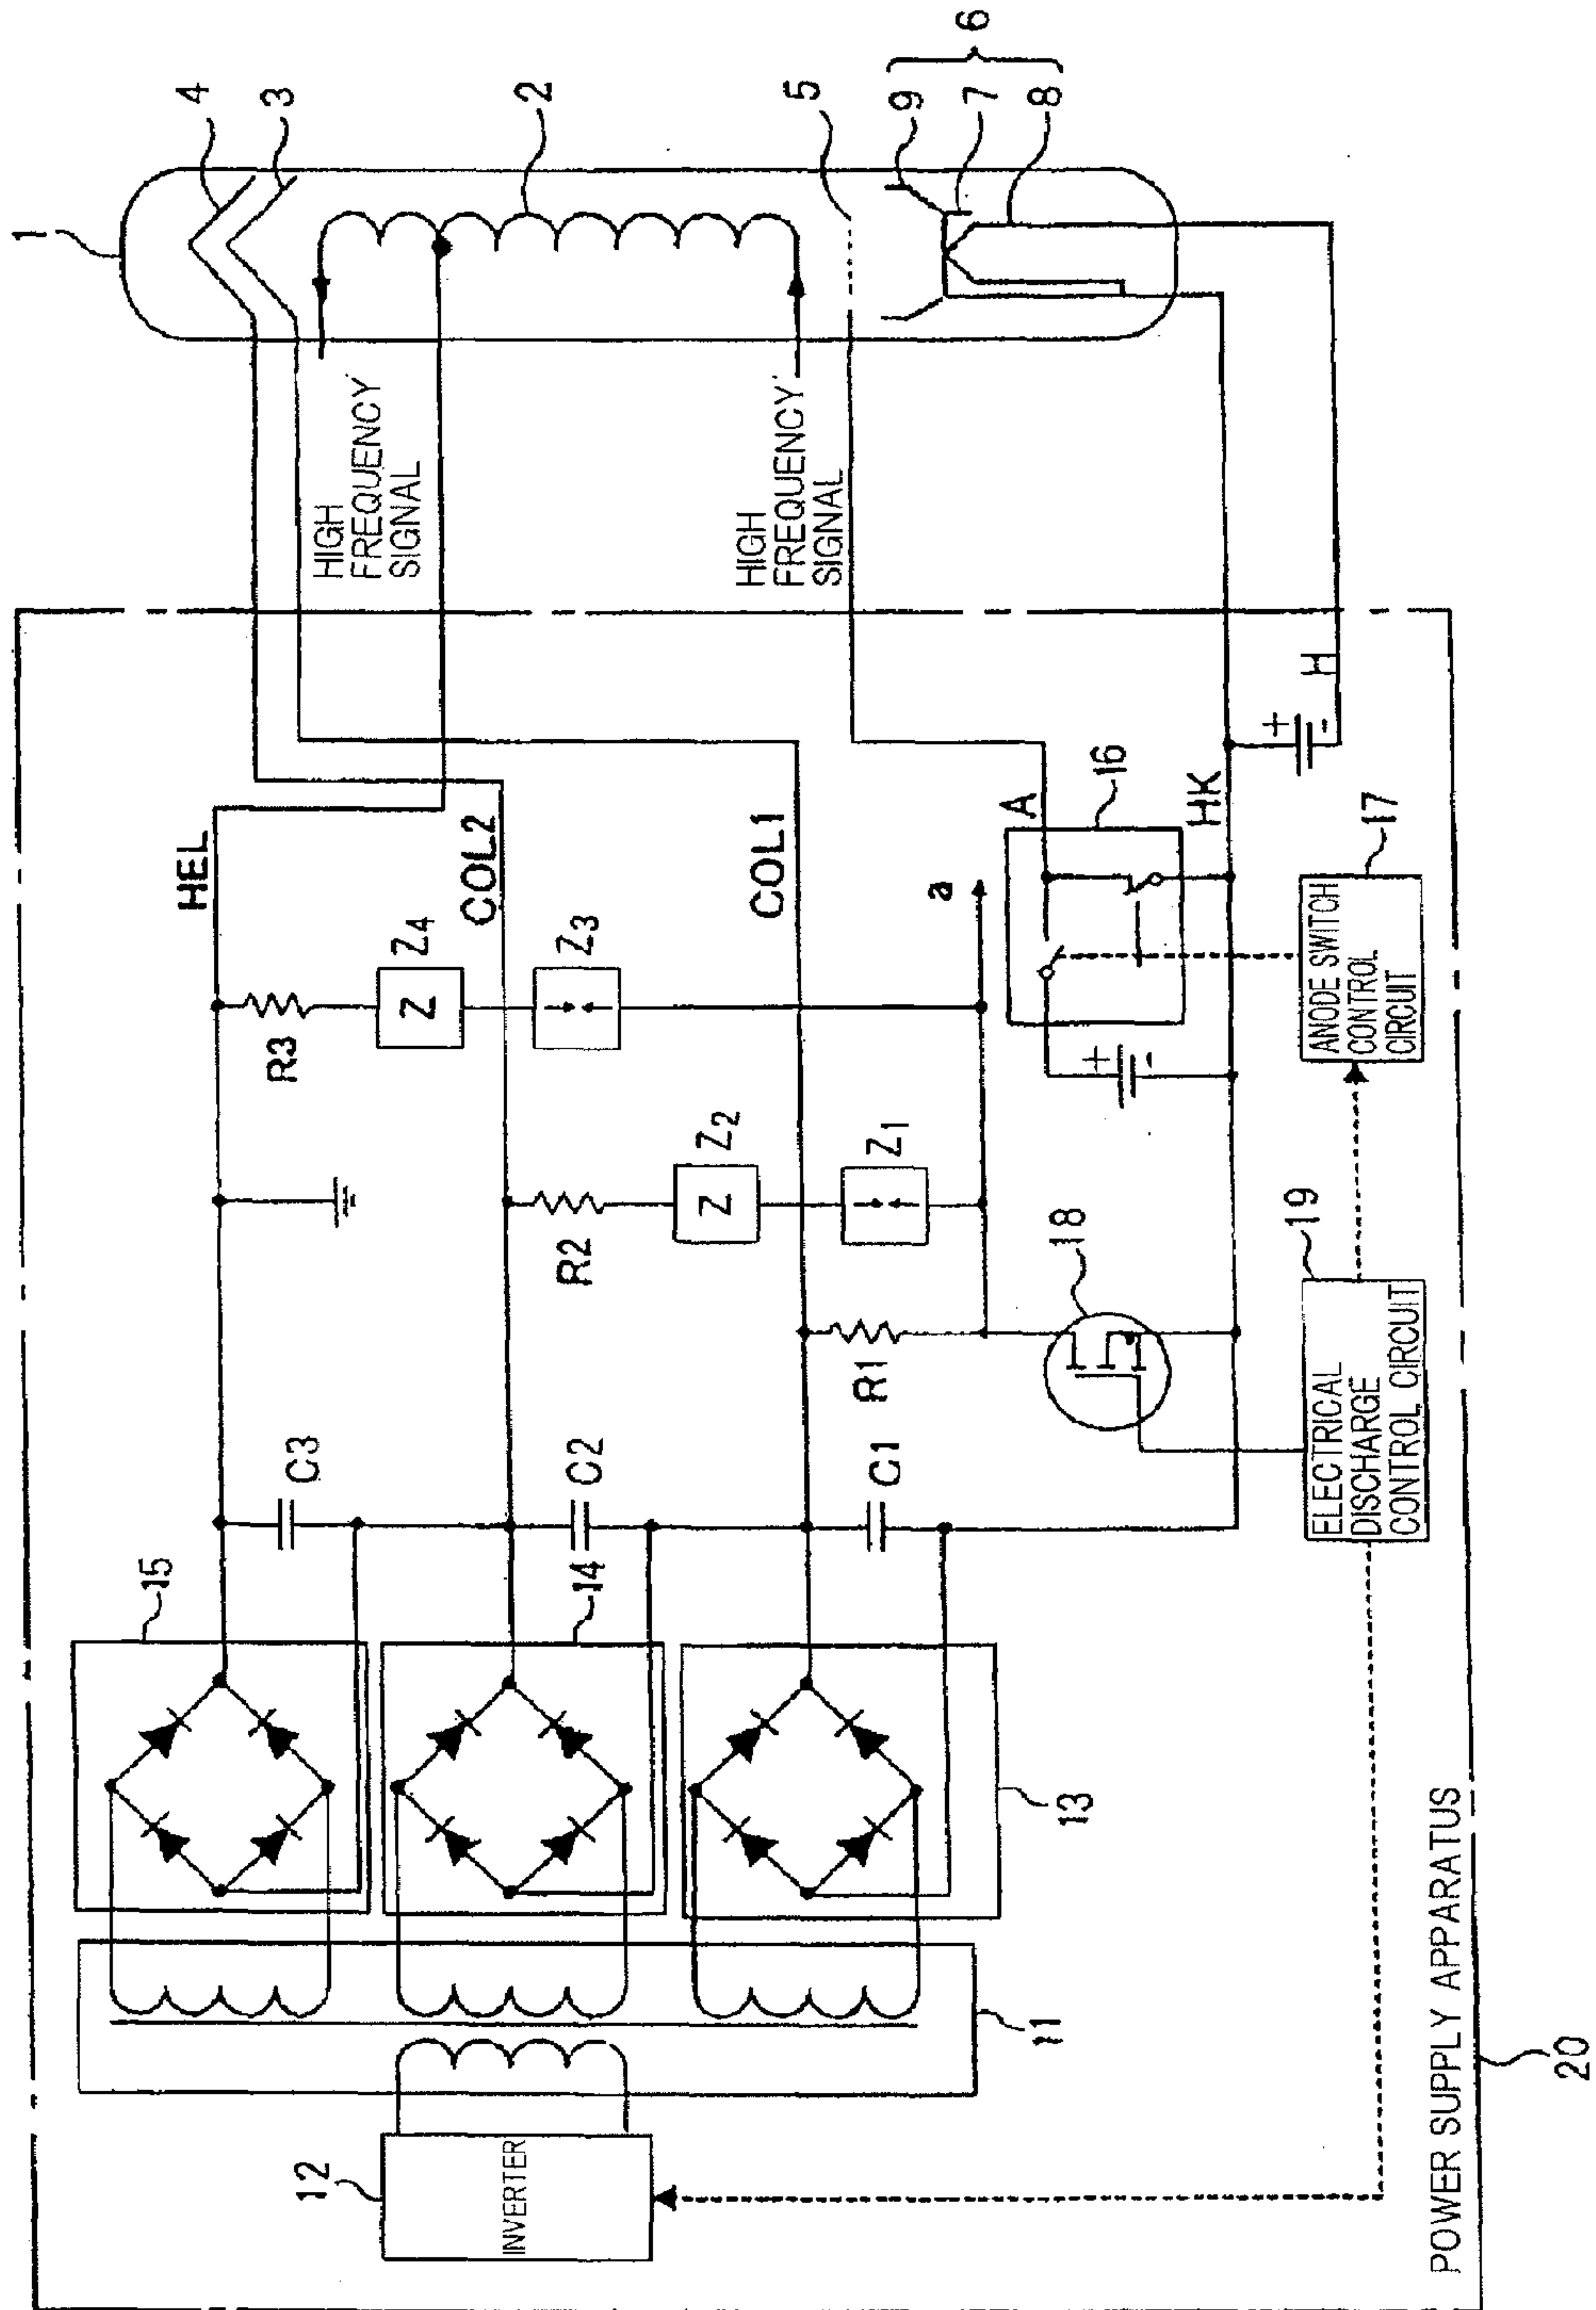 1
4
3
2
5
9
7
8
6
HIGH
FREQUENCY
SIGNAL
HIGH
FREQUENCY
SIGNAL
HEL
COL2
COL1
A
HK
H
+
-
16
a
Z4
Z
Z3
R3
+
-
ANODE SWITCH
CONTROL
CIRCUIT
17
Z2
Z
Z1
R2
R1
18
19
ELECTRICAL
DISCHARGE
CONTROL CIRCUIT
C3
C2
C1
15
14
13
11
12
INVERTER
POWER SUPPLY APPARATUS
20